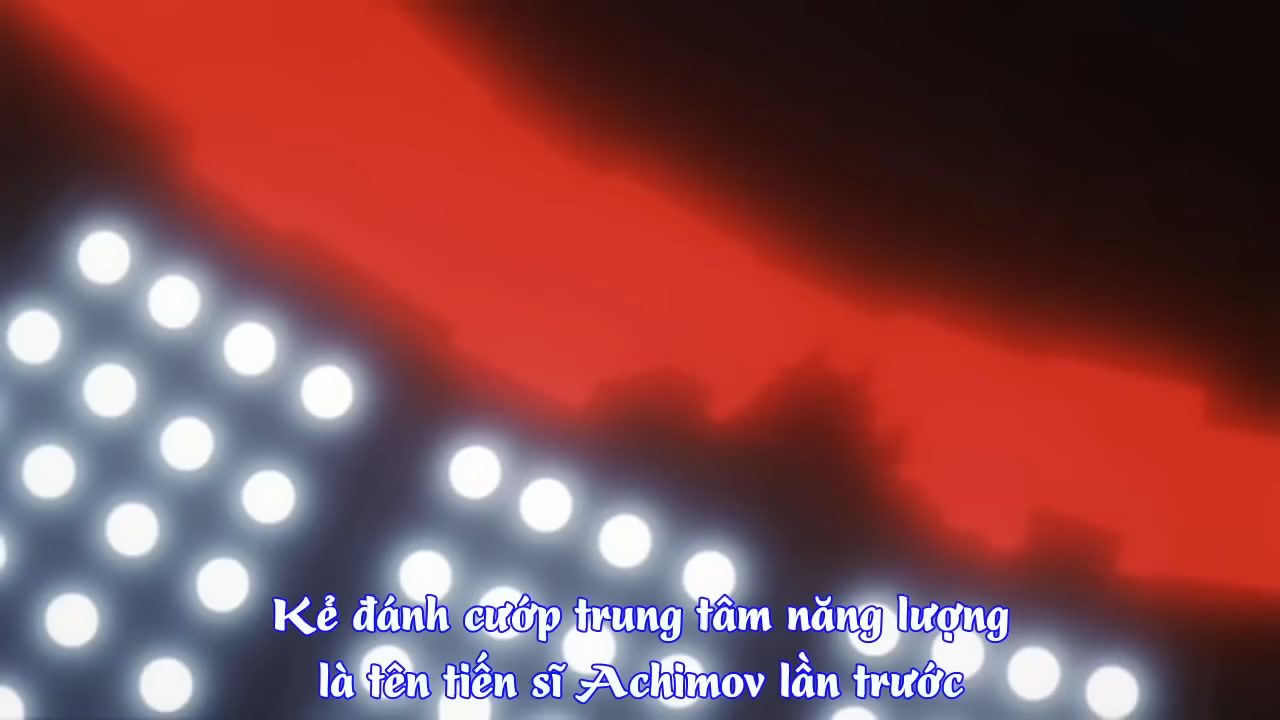 Kẻ đánh cướp trung tâm năng lượng
là tên tiến sĩ Achimov lần trước